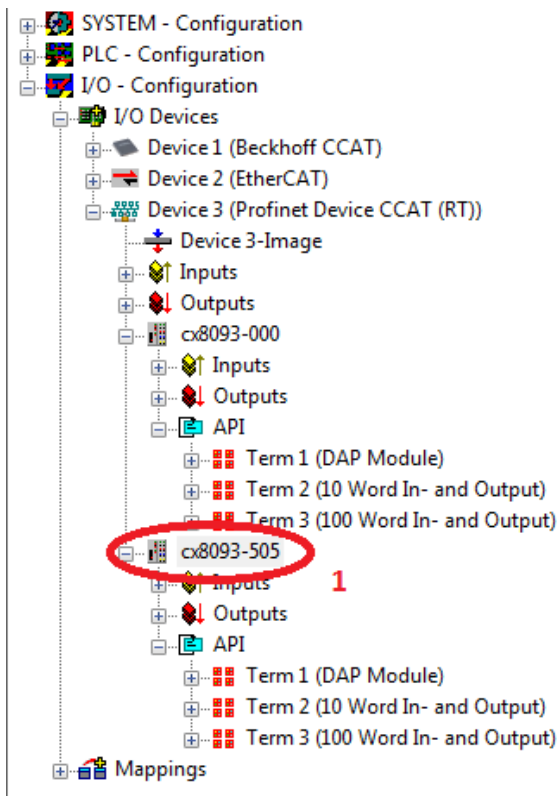 SYSTEM - Configuration
PLC - Configuration
I/O - Configuration
I/O Devices
Device 1 (Beckhoff CCAT)
Device 2 (EtherCAT)
Device 3 (Profinet Device CCAT (RT))
Device 3-Image
Inputs
Outputs
cx8093-000
Inputs
Outputs
API
Term 1 (DAP Module)
Term 2 (10 Word In- and Output)
Term 3 (100 Word In- and Output)
cx8093-505
Inputs 1
Outputs
API
Term 1 (DAP Module)
Term 2 (10 Word In- and Output)
Term 3 (100 Word In- and Output)
Mappings